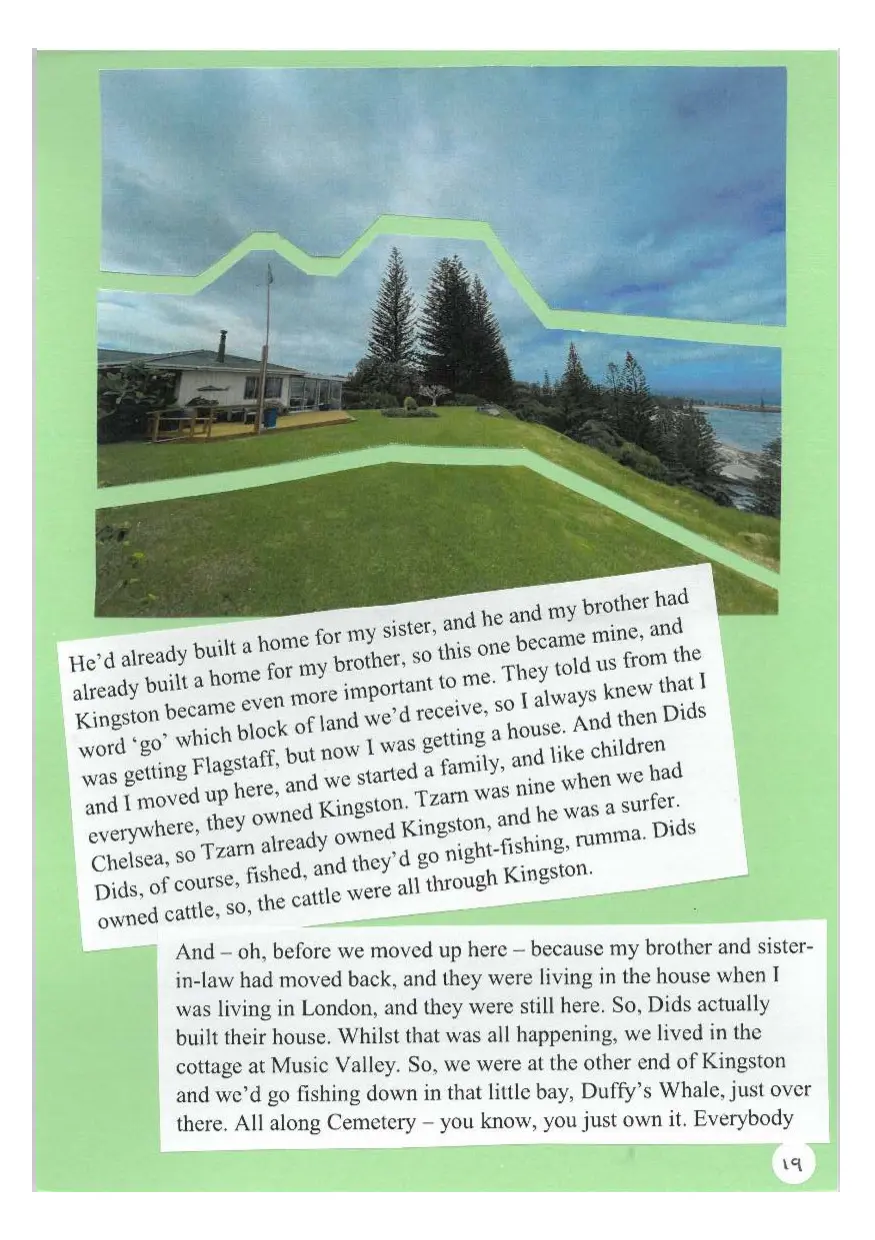 He’d already built a home for my sister, and he and my brother had
already built a home for my brother, so this one became mine, and
Kingston became even more important to me. They told us from the
word ‘go’ which block of land we’d receive, so I always knew that I
was getting Flagstaff, but now I was getting a house. And then Dids
and I moved up here, and we started a family, and like children
everywhere, they owned Kingston. Tzarn was nine when we had
Chelsea, so Tzarn already owned Kingston, and he was a surfer.
Dids, of course, fished, and they’d go night-fishing, rumma. Dids
owned cattle, so, the cattle were all through Kingston.
And – oh, before we moved up here – because my brother and sister-
in-law had moved back, and they were living in the house when I
was living in London, and they were still here. So, Dids actually
built their house. Whilst that was all happening, we lived in the
cottage at Music Valley. So, we were at the other end of Kingston
and we’d go fishing down in that little bay, Duffy’s Whale, just over
there. All along Cemetery – you know, you just own it. Everybody
19